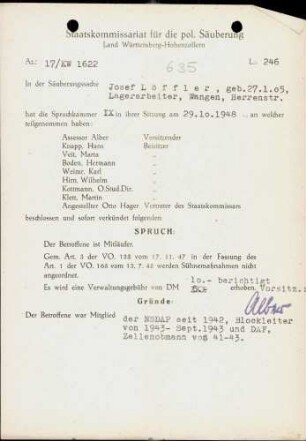 Staatskommissariat für die pol. Säuberung
Land Württemberg-Hohenzollern
Az: 17/KW 1622
L. 246
635
In der Säuberungssache Josef Löffler, geb.27.1.05,
Lagerarbeiter, Wangen, Herrenstr.
hat die Spruchkammer IX in ihrer Sitzung am 29.10.1948 an welcher
teilgenommen haben:
Assessor Alber Vorsitzender
Knapp, Hans Beisitzer
Veit, Maria "
Boden, Hermann "
Weimr, Karl "
Hirn, Wilhelm "
Kottmann, O.Stud.Dir. "
Klett, Martin "
Angestellter Otto Hager Vertreter des Staatskommissars
beschlossen und sofort verkündet folgenden
SPRUCH:
Der Betroffene ist Mitläufer.
Gem. Art. 3 der VO. 133 vom 17. 11. 47 in der Fassung des
Art. 1 der VO. 165 vom 13. 7. 48 werden Sühnemaßnahmen nicht
angeordnet.
Es wird eine Verwaltungsgebühr von DM 10.- berichtigt erhoben. Vorsitz.:
Alber
Gründe:
Der Betroffene war Mitglied der NSDAP seit 1942, Blockleiter
von 1943- Sept.1943 und DAF,
Zellenobmann von 41-43.